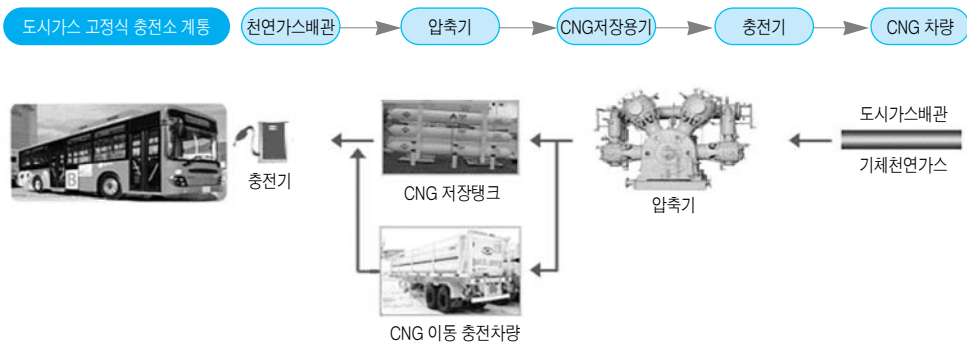 도시가스 고정식 충전소 계통
천연가스배관
압축기
CNG저장용기
충전기
CNG 차량
도시가스배관
기체천연가스
압축기
CNG 저장탱크
충전기
CNG 이동 충전차량
B